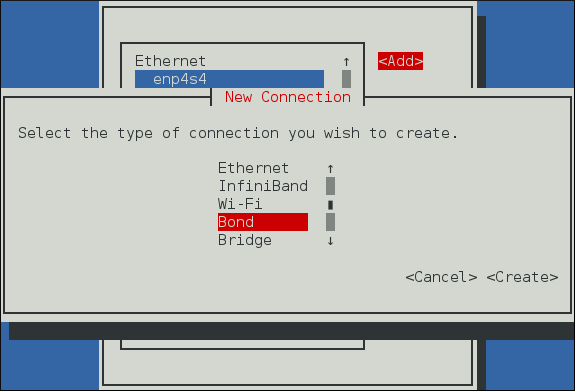 Ethernet ↑ <Add>
enp4s4
New Connection
Select the type of connection you wish to create.
Ethernet ↑
InfiniBand
Wi-Fi
Bond
Bridge ↓
<Cancel> <Create>